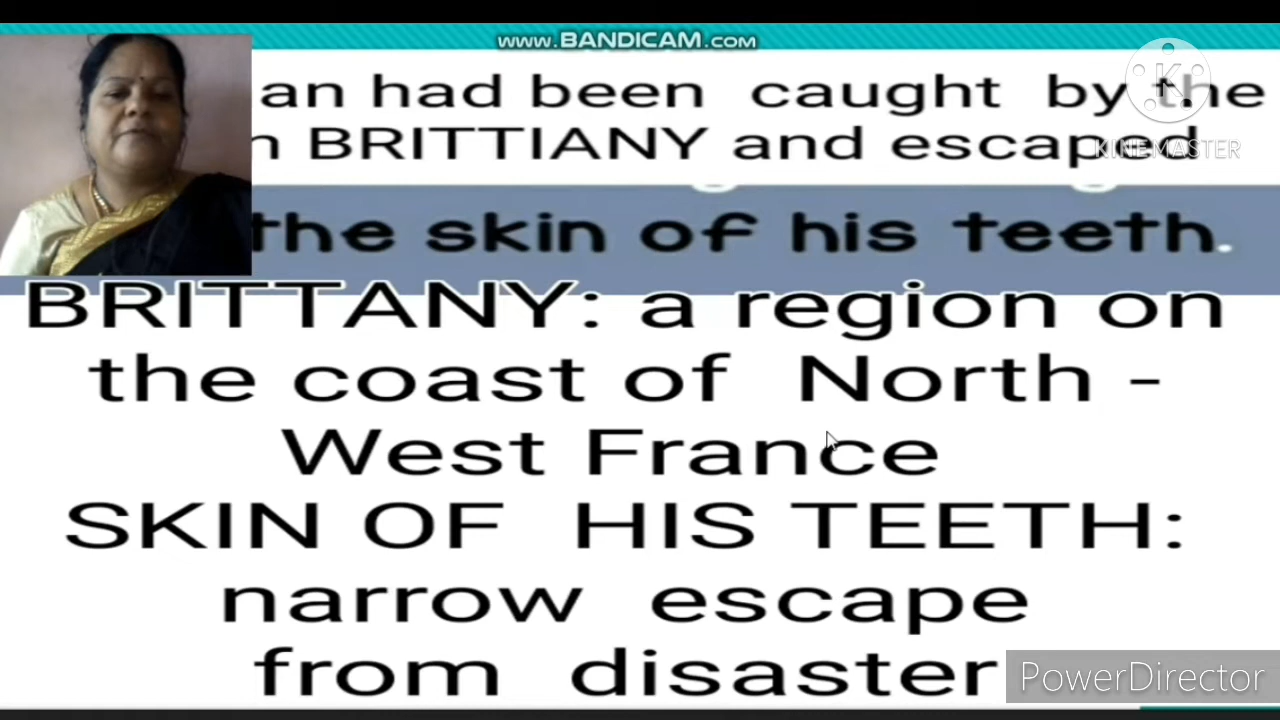 www.BANDICAM.com
an had been caught by the
n BRITTIANY and escaped
KINEMASTER
the skin of his teeth.
BRITTANY: a region on
the coast of North -
West France
SKIN OF HIS TEETH:
narrow escape
from disaster
PowerDirector